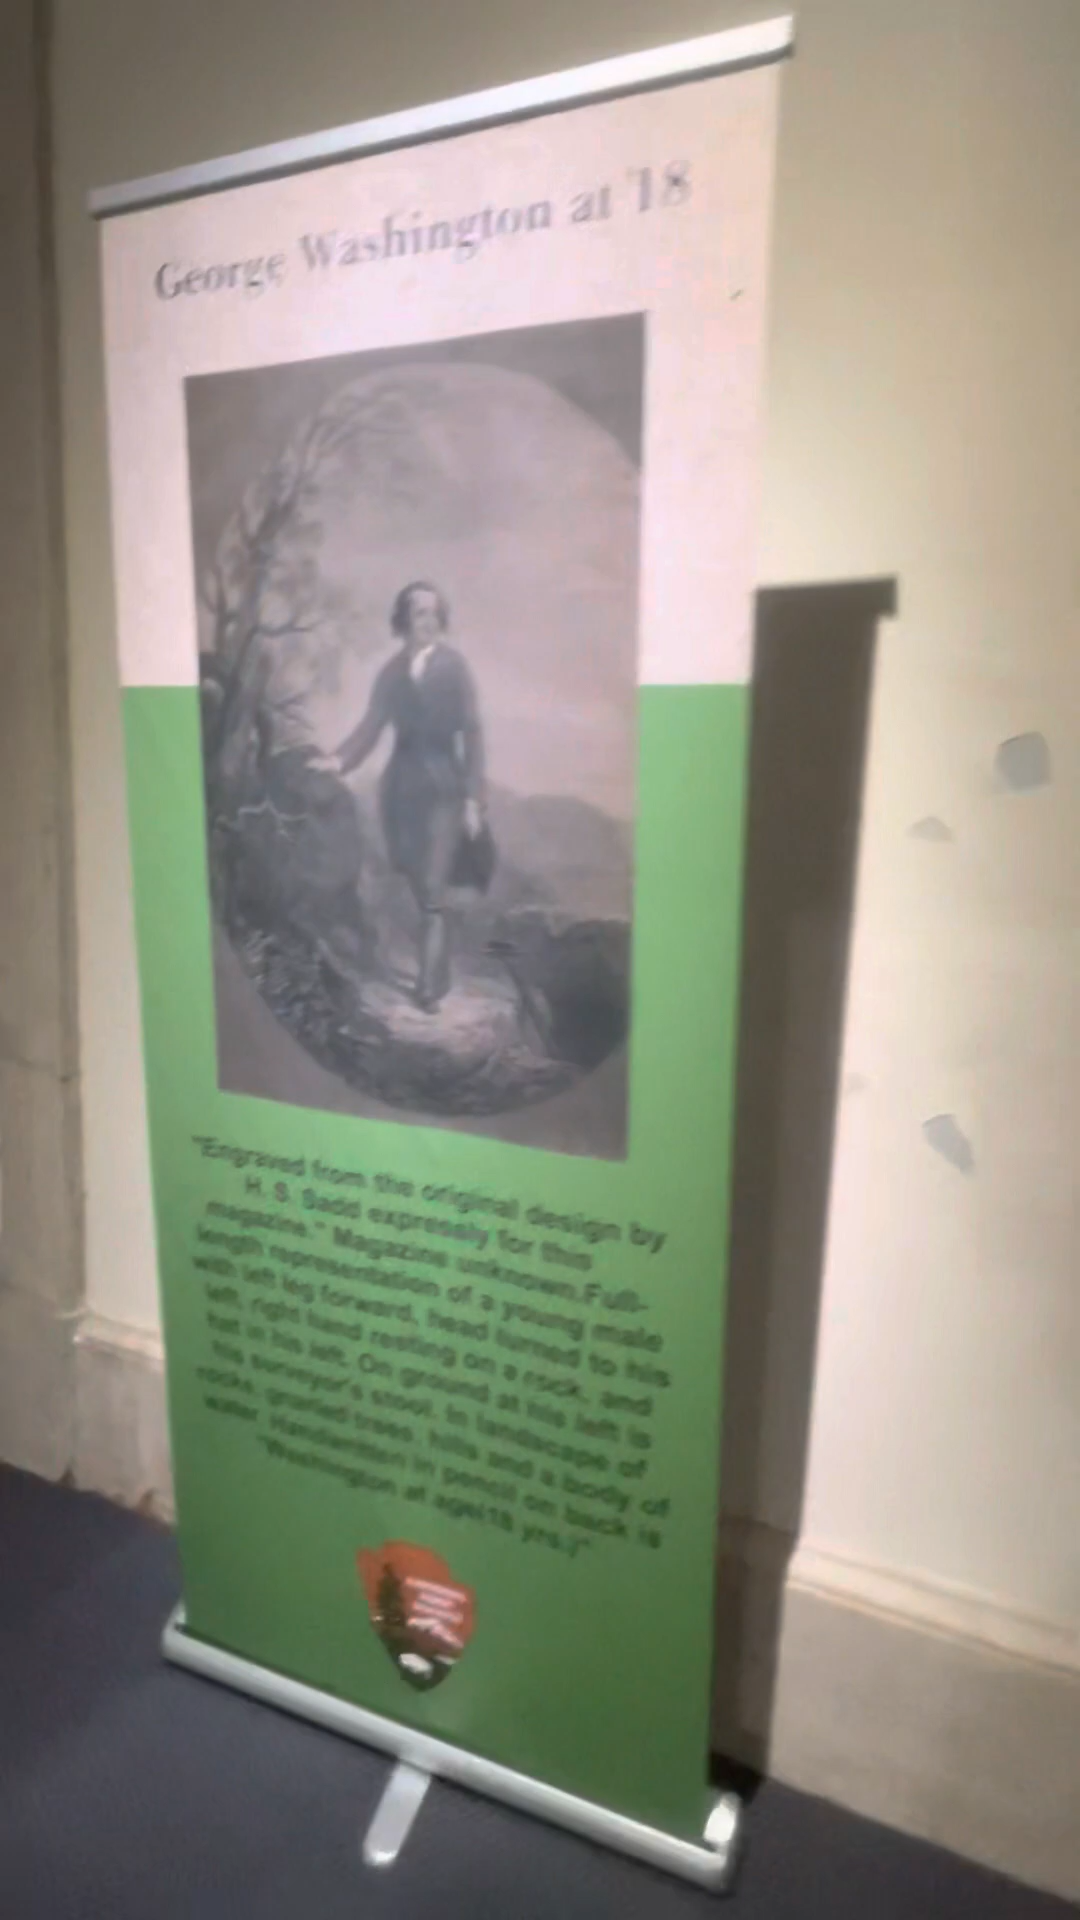 George Washington at 18
"Engraved from the original design by
H. S. Sadd expressly for this
magazine." Magazine unknown.Full-
length representation of a young male
with left leg forward, head turned to his
left, right hand resting on a rock, and
hat in his left. On ground at his left is
his surveyor's stool. In landscape of
rocks, gnarled trees, hills and a body of
water. Handwritten in pencil on back is
"Washington at age(18 yrs.)"